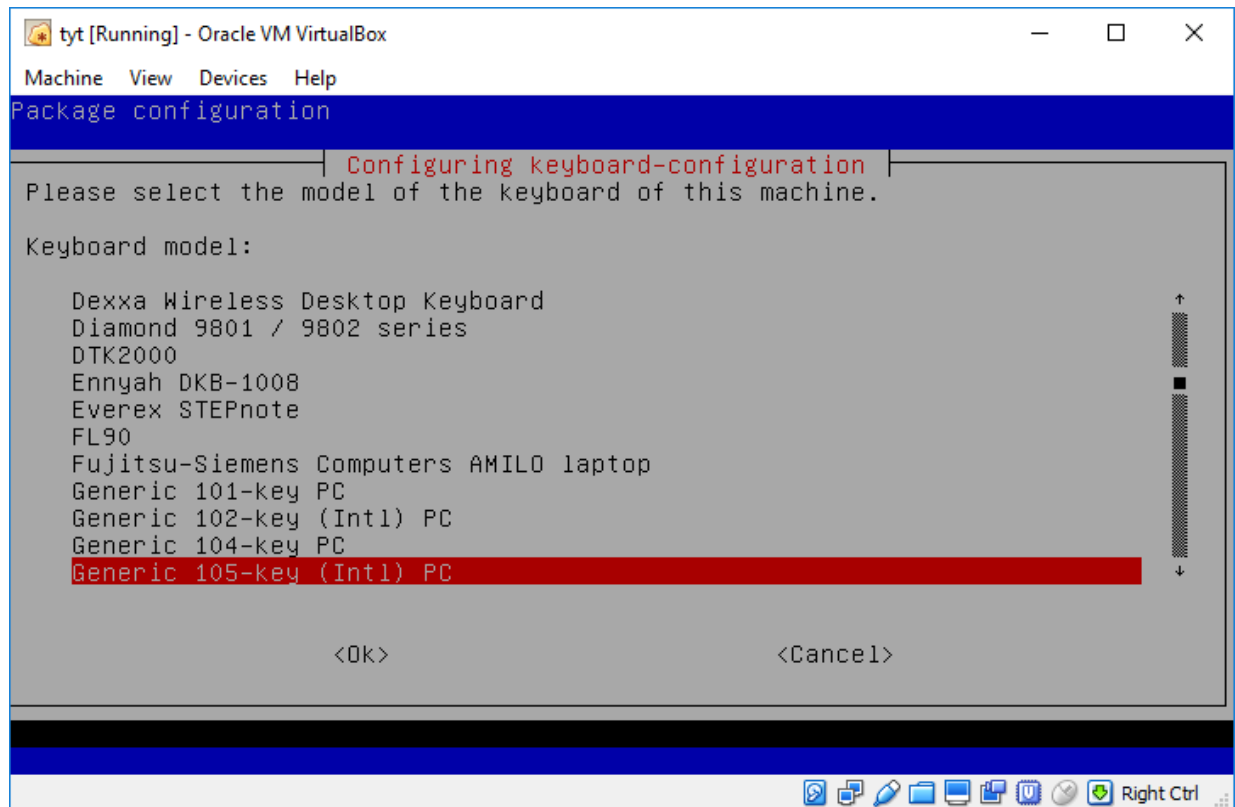 tyt [Running] - Oracle VM VirtualBox
Machine View Devices Help
Package configuration
Configuring keyboard-configuration
Please select the model of the keyboard of this machine.
Keyboard model:
Dexxa Wireless Desktop Keyboard
Diamond 9801 / 9802 series
DTK2000
Ennyah DKB-1008
Everex STEPnote
FL90
Fujitsu-Siemens Computers AMILO laptop
Generic 101-key PC
Generic 102-key (Intl) PC
Generic 104-key PC
Generic 105-key (Intl) PC
<Ok> <Cancel>
Right Ctrl